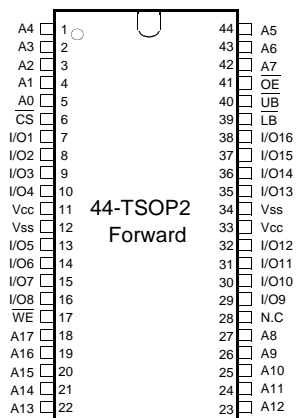 A4 1 44 A5
A3 2 43 A6
A2 3 42 A7
A1 4 41 OE
A0 5 40 UB
CS 6 39 LB
I/O1 7 38 I/O16
I/O2 8 37 I/O15
I/O3 9 36 I/O14
I/O4 10 35 I/O13
Vcc 11 44-TSOP2 34 Vss
Vss 12 Forward 33 Vcc
I/O5 13 32 I/O12
I/O6 14 31 I/O11
I/O7 15 30 I/O10
I/O8 16 29 I/O9
WE 17 28 N.C
A17 18 27 A8
A16 19 26 A9
A15 20 25 A10
A14 21 24 A11
A13 22 23 A12